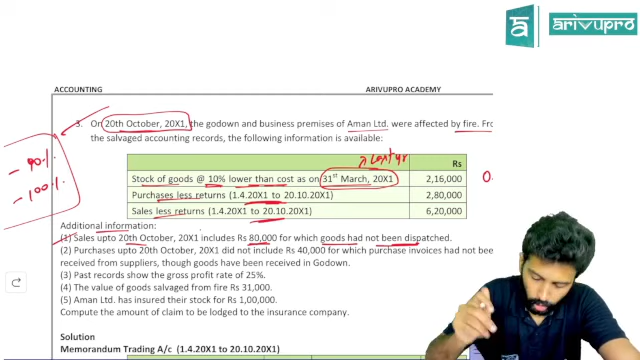 arivupro
ACCOUNTING ARIVUPRO ACADEMY
3. On 20th October, 20X1, the godown and business premises of Aman Ltd. were affected by fire. Fro
the salvaged accounting records, the following information is available:
Rs
Stock of goods @ 10% lower than cost as on 31st March, 20X1 2,16,000
Purchases less returns (1.4.20X1 to 20.10.20X1) 2,80,000
Sales less returns (1.4.20X1 to 20.10.20X1) 6,20,000
Additional information:
(1) Sales upto 20th October, 20X1 includes Rs 80,000 for which goods had not been dispatched.
(2) Purchases upto 20th October, 20X1 did not include Rs 40,000 for which purchase invoices had not bee
received from suppliers, though goods have been received in Godown.
(3) Past records show the gross profit rate of 25%.
(4) The value of goods salvaged from fire Rs 31,000.
(5) Aman Ltd. has insured their stock for Rs 1,00,000.
Compute the amount of claim to be lodged to the insurance company.
Solution
Memorandum Trading A/c (1.4.20X1 to 20.10.20X1)
- 90%
- 100%
0.